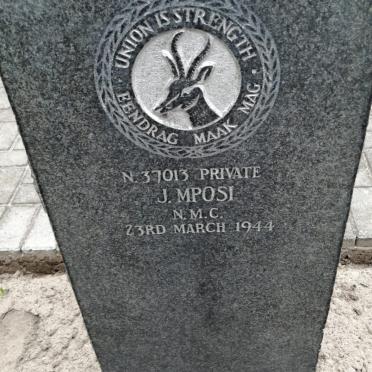 UNION IS STRENGTH
EENDRAG MAAK MAG
N. 37013 PRIVATE
J. MPOSI
N.M.C.
23RD MARCH 1944